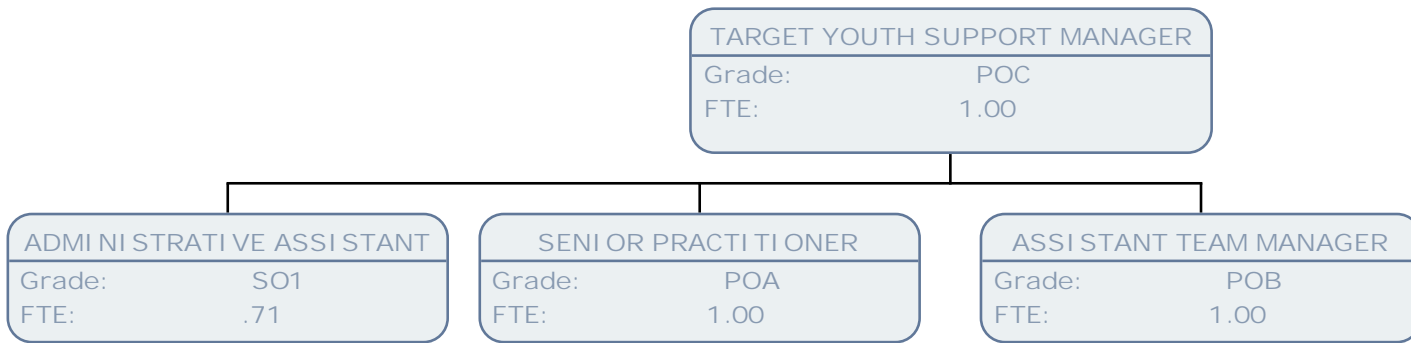 TARGET YOUTH SUPPORT MANAGER
Grade: POC
FTE: 1.00
ADMINISTRATIVE ASSISTANT
Grade: SO1
FTE: .71
SENIOR PRACTITIONER
Grade: POA
FTE: 1.00
ASSISTANT TEAM MANAGER
Grade: POB
FTE: 1.00